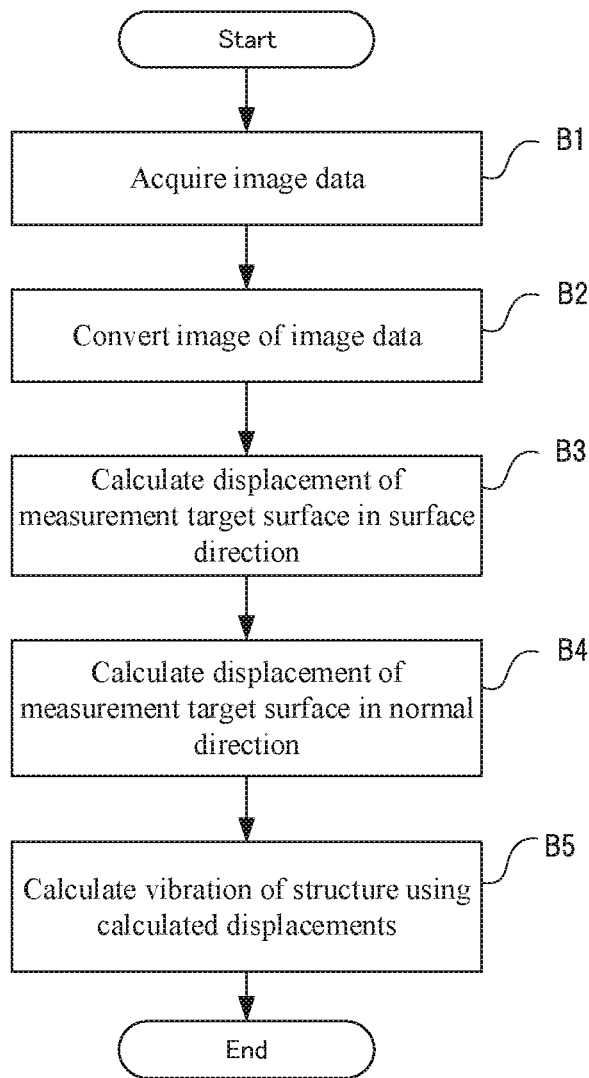 Start
B1
Acquire image data
B2
Convert image of image data
B3
Calculate displacement of
measurement target surface in surface
direction
B4
Calculate displacement of
measurement target surface in normal
direction
B5
Calculate vibration of structure using
calculated displacements
End